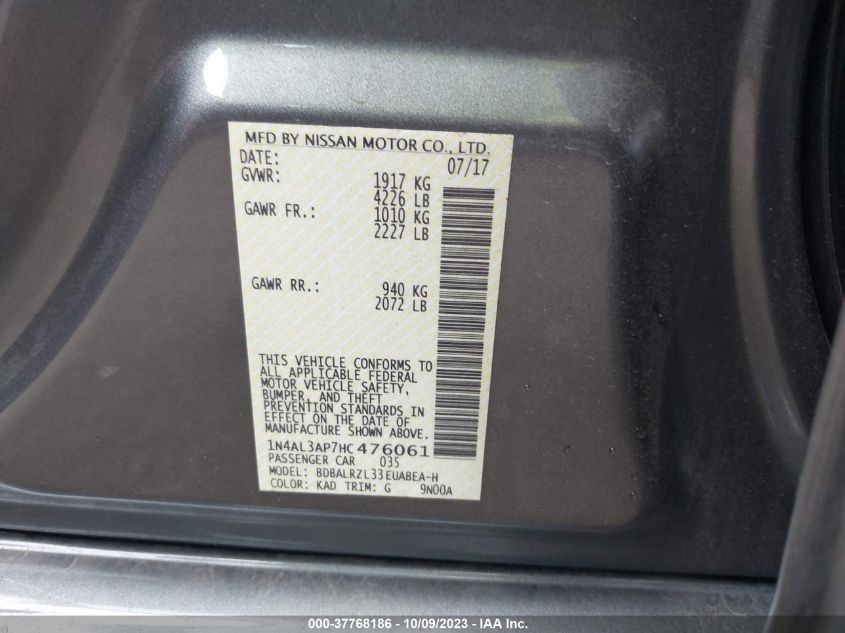 MFD BY NISSAN MOTOR CO., LTD.
DATE: 07/17
GVWR: 1917 KG
4226 LB
GAWR FR.: 1010 KG
2227 LB
GAWR RR.: 940 KG
2072 LB
THIS VEHICLE CONFORMS TO
ALL APPLICABLE FEDERAL
MOTOR VEHICLE SAFETY,
BUMPER, AND THEFT
PREVENTION STANDARDS IN
EFFECT ON THE DATE OF
MANUFACTURE SHOWN ABOVE.
1N4AL3AP7HC476061
PASSENGER CAR 035
MODEL: BDBALRZL33EUABEA-H
COLOR: KAD TRIM: G 9N00A
000-37768186 - 10/09/2023 - IAA Inc.